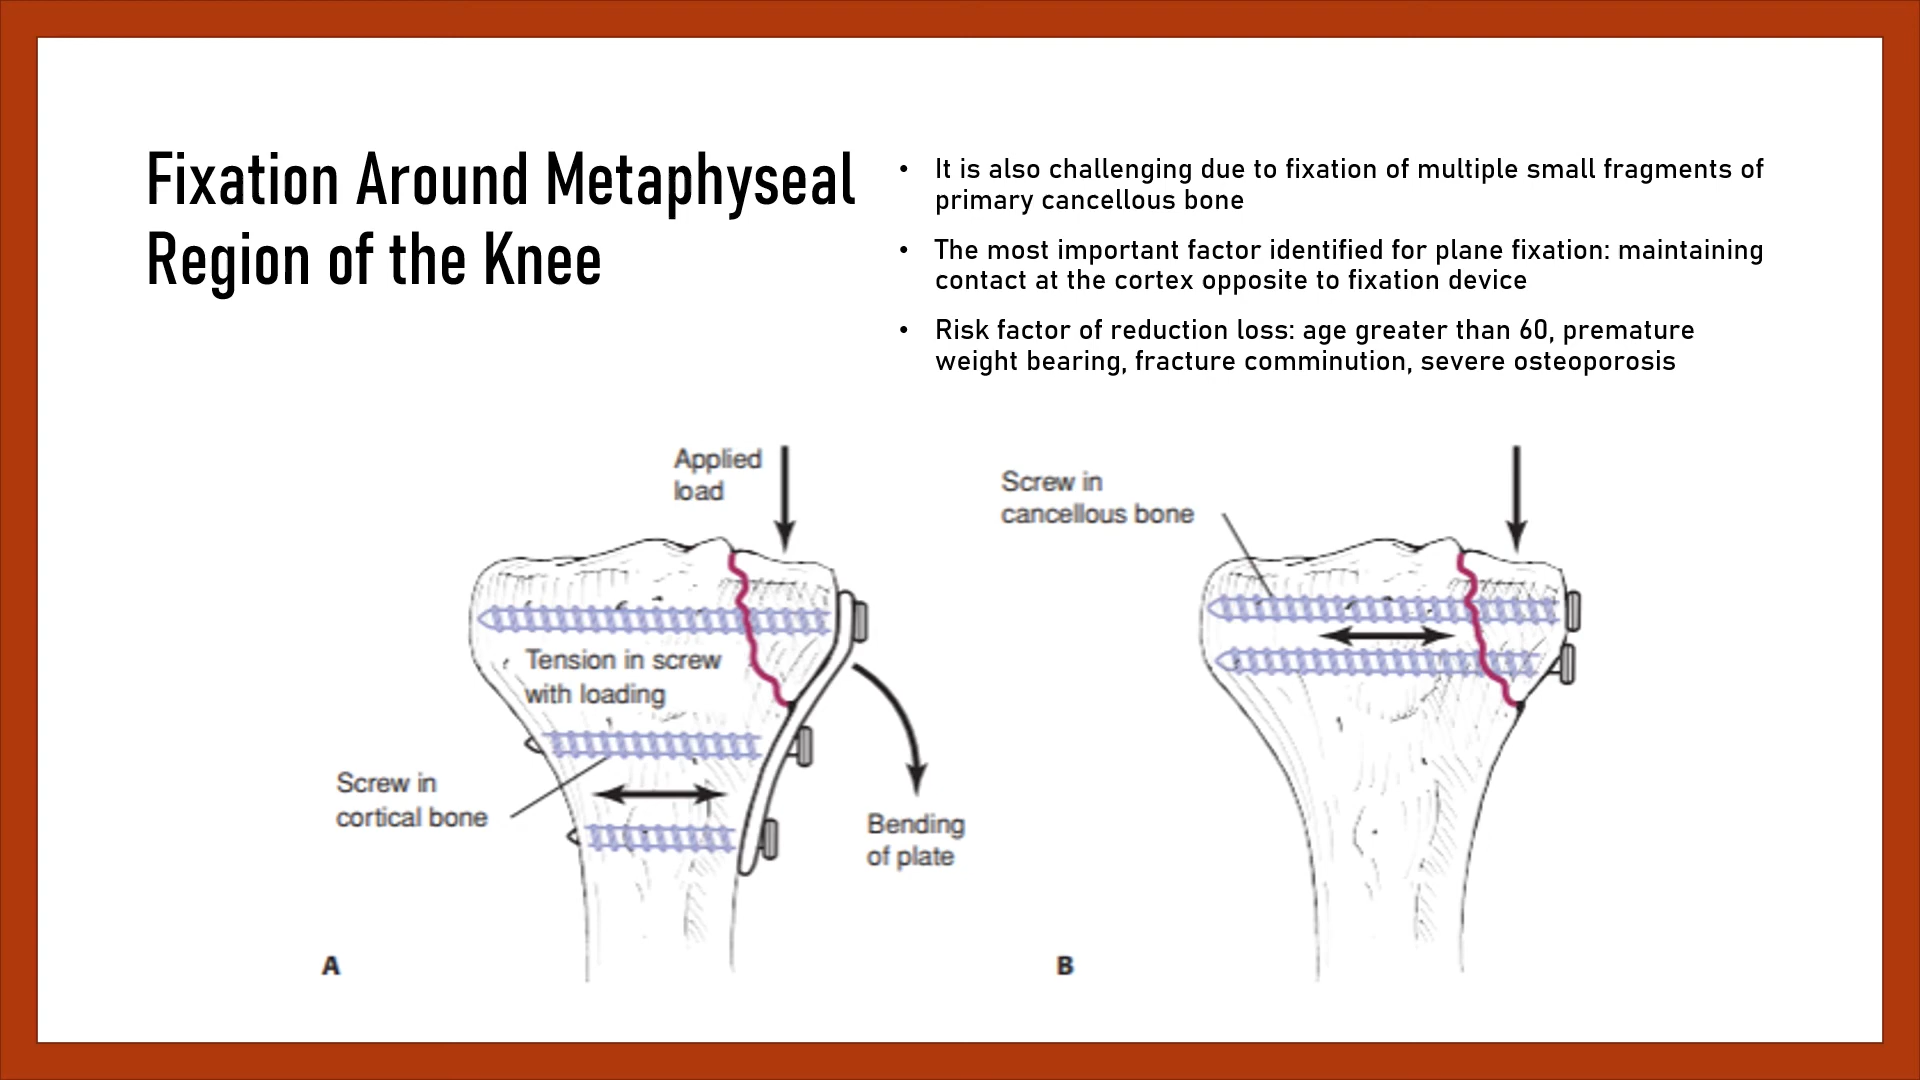 Fixation Around Metaphyseal
Region of the Knee
• It is also challenging due to fixation of multiple small fragments of
primary cancellous bone
• The most important factor identified for plane fixation: maintaining
contact at the cortex opposite to fixation device
• Risk factor of reduction loss: age greater than 60, premature
weight bearing, fracture comminution, severe osteoporosis
Applied
load
Tension in screw
with loading
Screw in
cortical bone
Bending
of plate
A
Screw in
cancellous bone
B